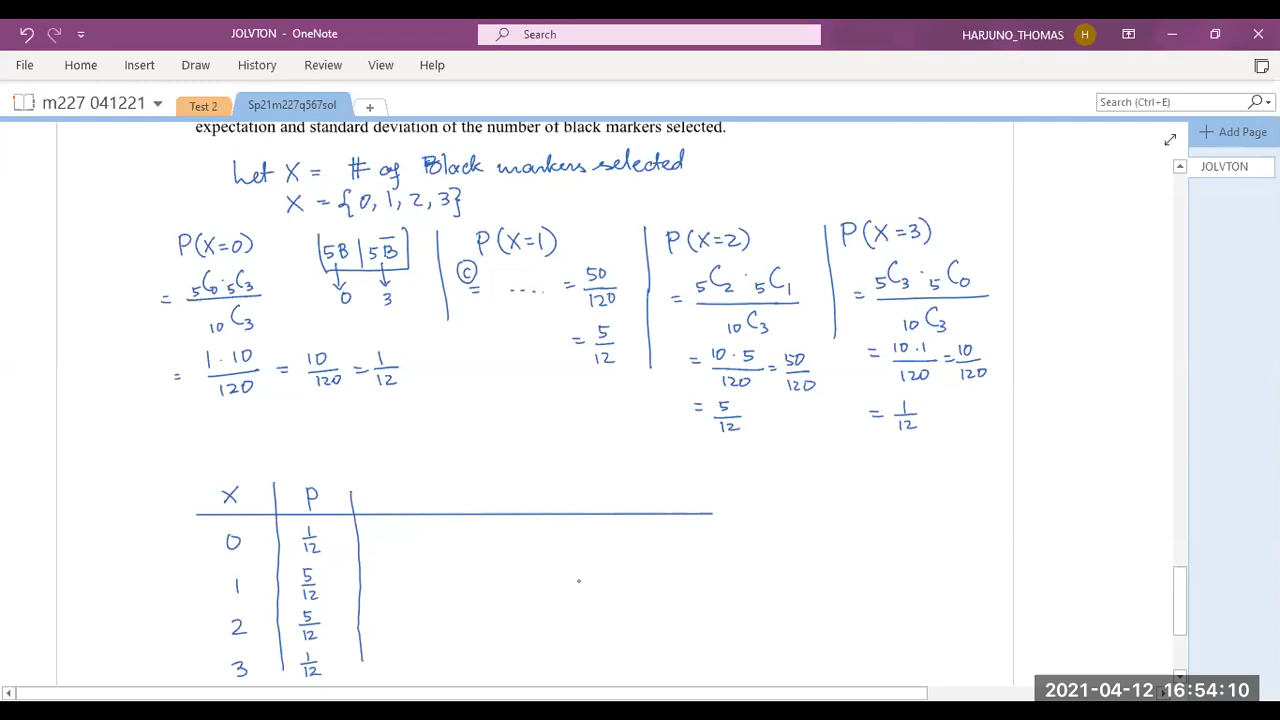 JOLVTON - OneNote
Search
HARJUNO_THOMAS
H
File Home Insert Draw History Review View Help
m227 041221
Test 2
Sp21m227q567sol
+
Search (Ctrl+E)
Add Page
JOLVTON
expectation and standard deviation of the number of black markers selected.
Let X = # of Black markers selected
X = {0, 1, 2, 3}
P(X=0)
= ₅C₀·₅C₃ / ₁₀C₃
= 1·10/120 = 10/120 = 1/12
5B | 5B̅
0 3
P(X=1)
Ⓒ = .... = 50/120
= 5/12
P(X=2)
= ₅C₂·₅C₁ / ₁₀C₃
= 10·5/120 = 50/120
= 5/12
P(X=3)
= ₅C₃·₅C₀ / ₁₀C₃
= 10·1/120 = 10/120
= 1/12
X P
0 1/12
1 5/12
2 5/12
3 1/12
2021-04-12 16:54:10